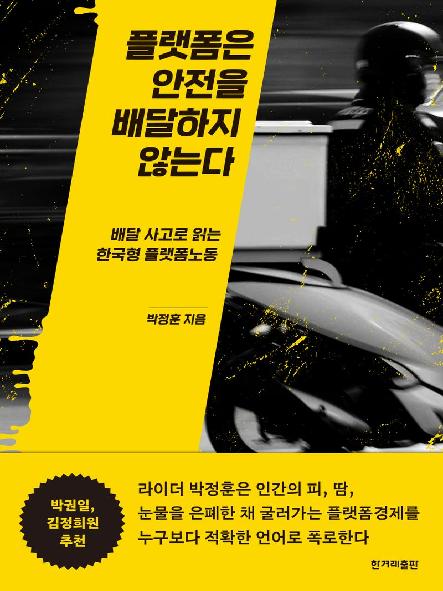 플랫폼은
안전을
배달하지
않는다
배달 사고로 읽는
한국형 플랫폼노동
박정훈 지음
박권일,
김정희원
추천
라이더 박정훈은 인간의 피, 땀,
눈물을 은폐한 채 굴러가는 플랫폼경제를
누구보다 적확한 언어로 폭로한다
한겨레출판